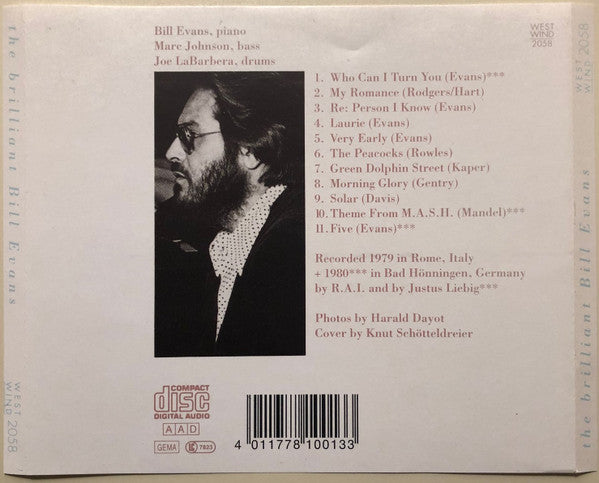 the brilliant Bill Evans
WEST WIND 2058
Bill Evans, piano
Marc Johnson, bass
Joe LaBarbera, drums
WEST
WIND
2058
1. Who Can I Turn You (Evans)***
2. My Romance (Rodgers/Hart)
3. Re: Person I Know (Evans)
4. Laurie (Evans)
5. Very Early (Evans)
6. The Peacocks (Rowles)
7. Green Dolphin Street (Kaper)
8. Morning Glory (Gentry)
9. Solar (Davis)
10. Theme From M.A.S.H. (Mandel)***
11. Five (Evans)***
Recorded 1979 in Rome, Italy
+ 1980*** in Bad Hönningen, Germany
by R.A.I. and by Justus Liebig***
Photos by Harald Dayot
Cover by Knut Schötteldreier
COMPACT
disc
DIGITAL AUDIO
AAD
GEMA
LC 7823
4 011778 100133
WEST WIND 2058
the brilliant Bill Evans